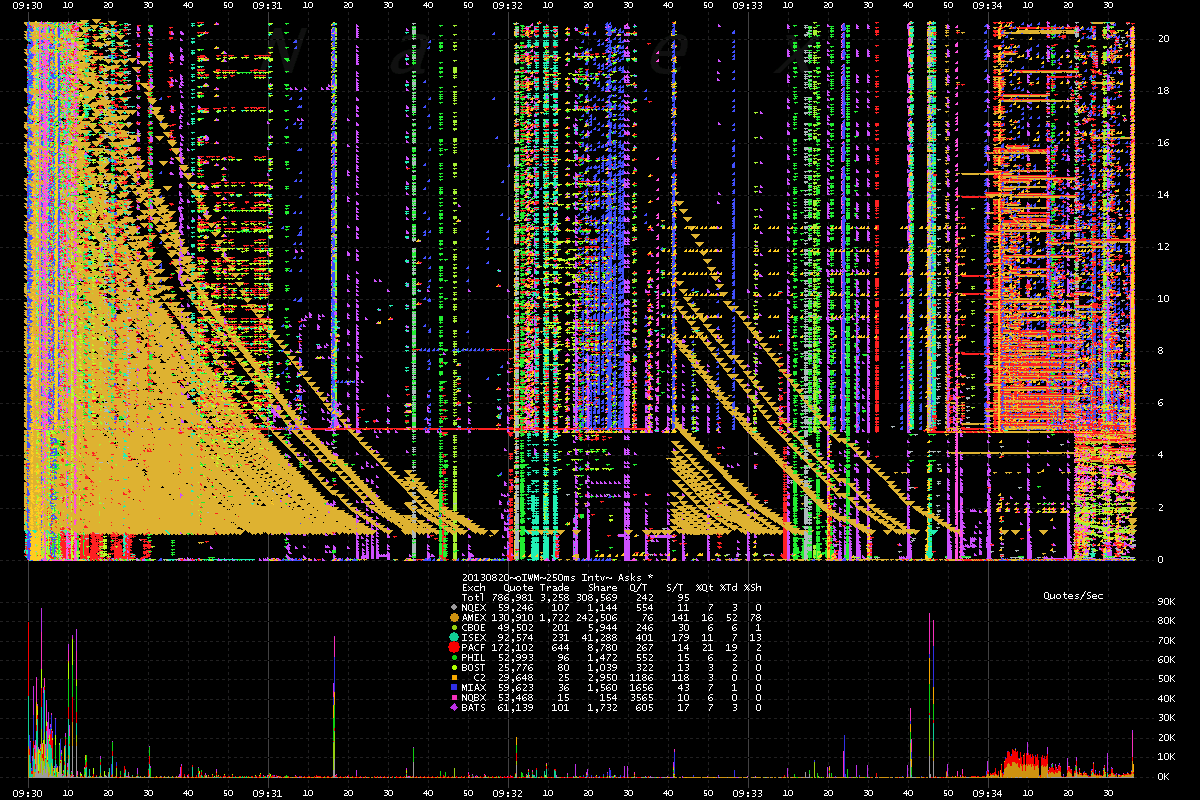 09:30 10 20 30 40 50 09:31 10 20 30 40 50 09:32 10 20 30 40 50 09:33 10 20 30 40 50 09:34 10 20 30
20
18
16
14
12
10
8
6
4
2
0
20130820~oIWM~250ms Intv~ Asks *
Exch Quote Trade Share Q/T S/T %Qt %Td %Sh
Totl 786,981 3,258 308,569 242 95
NQEX 59,246 107 1,144 554 11 7 3 0
AMEX 130,910 1,722 242,506 76 141 16 52 78
CBOE 49,502 201 5,944 246 30 6 6 1
ISEX 92,574 231 41,288 401 179 11 7 13
PACF 172,102 644 8,780 267 14 21 19 2
PHIL 52,993 96 1,472 552 15 6 2 0
BOST 25,776 80 1,039 322 13 3 2 0
C2 29,648 25 2,950 1186 118 3 0 0
MIAX 59,623 36 1,560 1656 43 7 1 0
NQBX 53,468 15 154 3565 10 6 0 0
BATS 61,139 101 1,732 605 17 7 3 0
Quotes/Sec
90K
80K
70K
60K
50K
40K
30K
20K
10K
0K
09:30 10 20 30 40 50 09:31 10 20 30 40 50 09:32 10 20 30 40 50 09:33 10 20 30 40 50 09:34 10 20 30